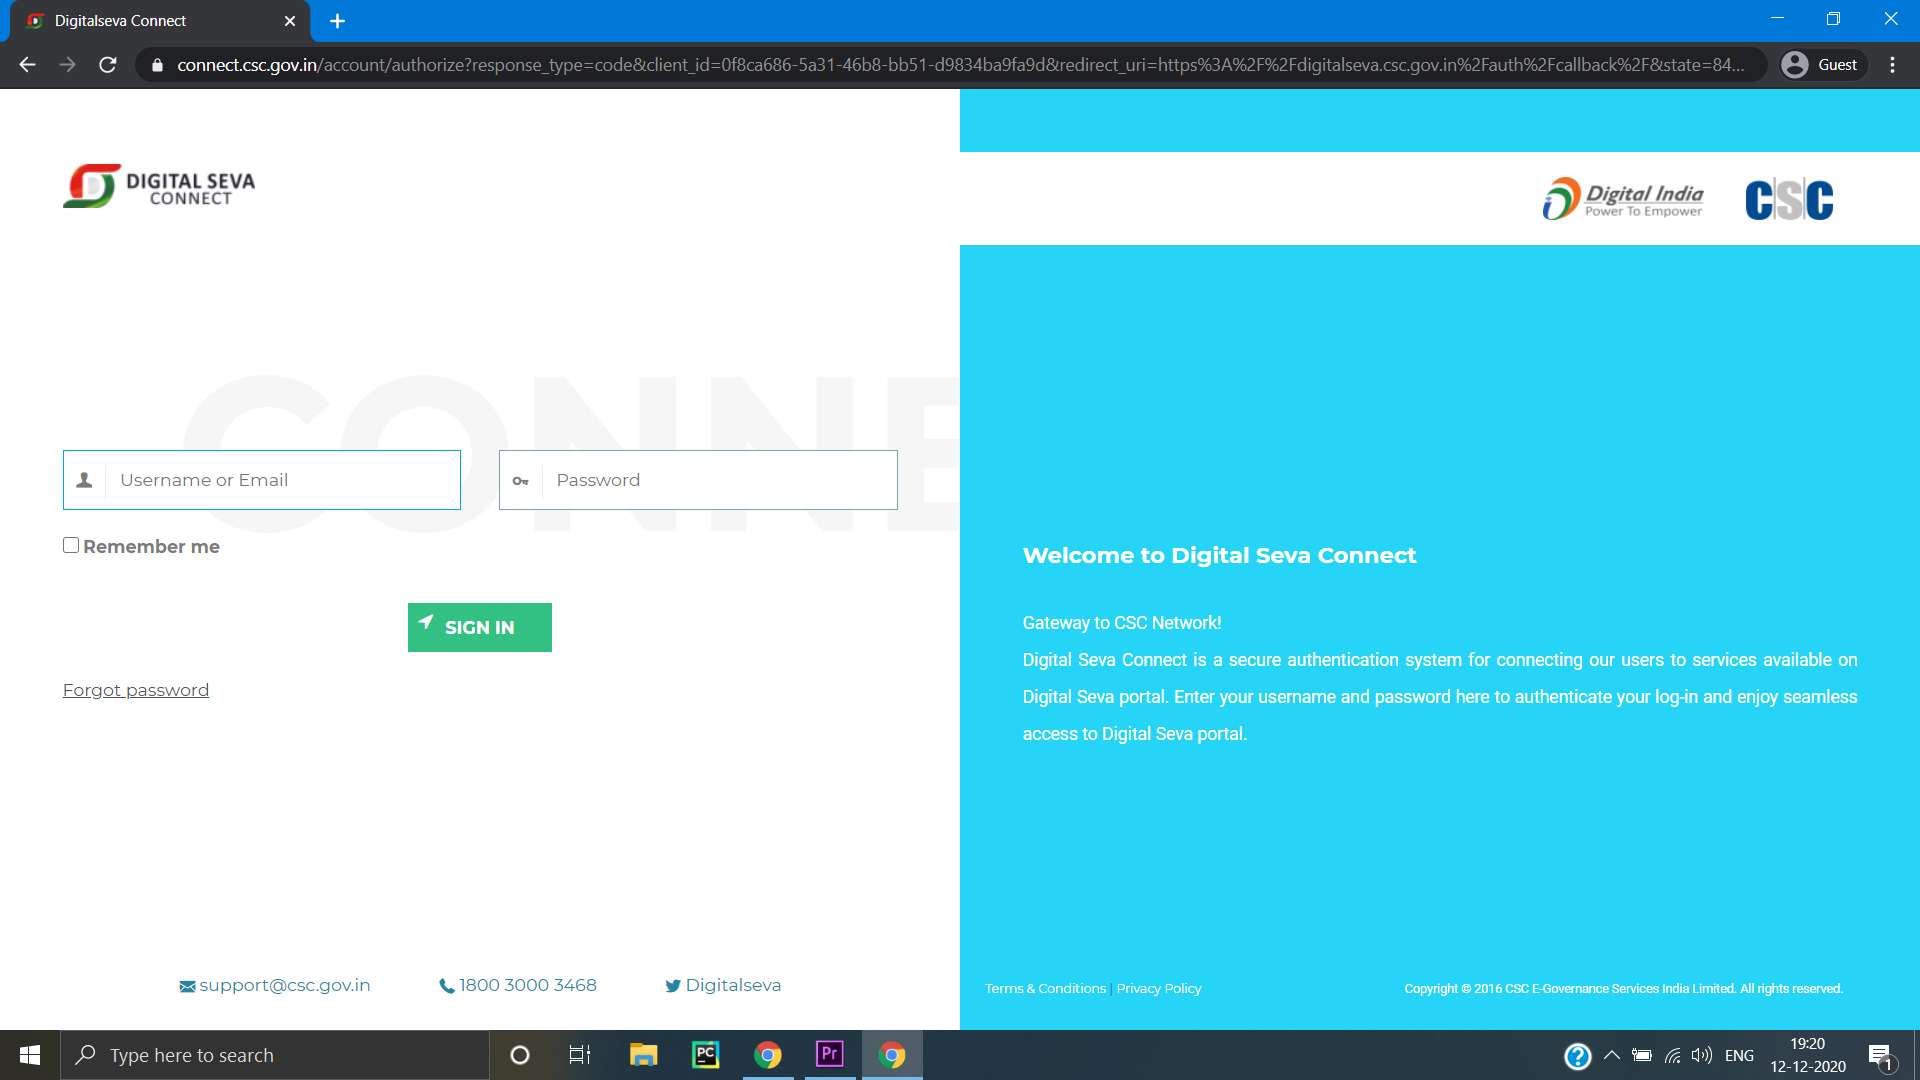 Digitalseva Connect
connect.csc.gov.in/account/authorize?response_type=code&client_id=0f8ca686-5a31-46b8-bb51-d9834ba9fa9d&redirect_uri=https%3A%2F%2Fdigitalseva.csc.gov.in%2Fauth%2Fcallback%2F&state=84...
Guest
DIGITAL SEVA
CONNECT
Digital India
Power To Empower
CSC
CONNE
Username or Email
Password
Remember me
SIGN IN
Forgot password
Welcome to Digital Seva Connect
Gateway to CSC Network!
Digital Seva Connect is a secure authentication system for connecting our users to services available on
Digital Seva portal. Enter your username and password here to authenticate your log-in and enjoy seamless
access to Digital Seva portal.
support@csc.gov.in
1800 3000 3468
Digitalseva
Terms & Conditions | Privacy Policy
Copyright © 2016 CSC E-Governance Services India Limited. All rights reserved.
Type here to search
PC
Pr
ENG
19:20
12-12-2020
1